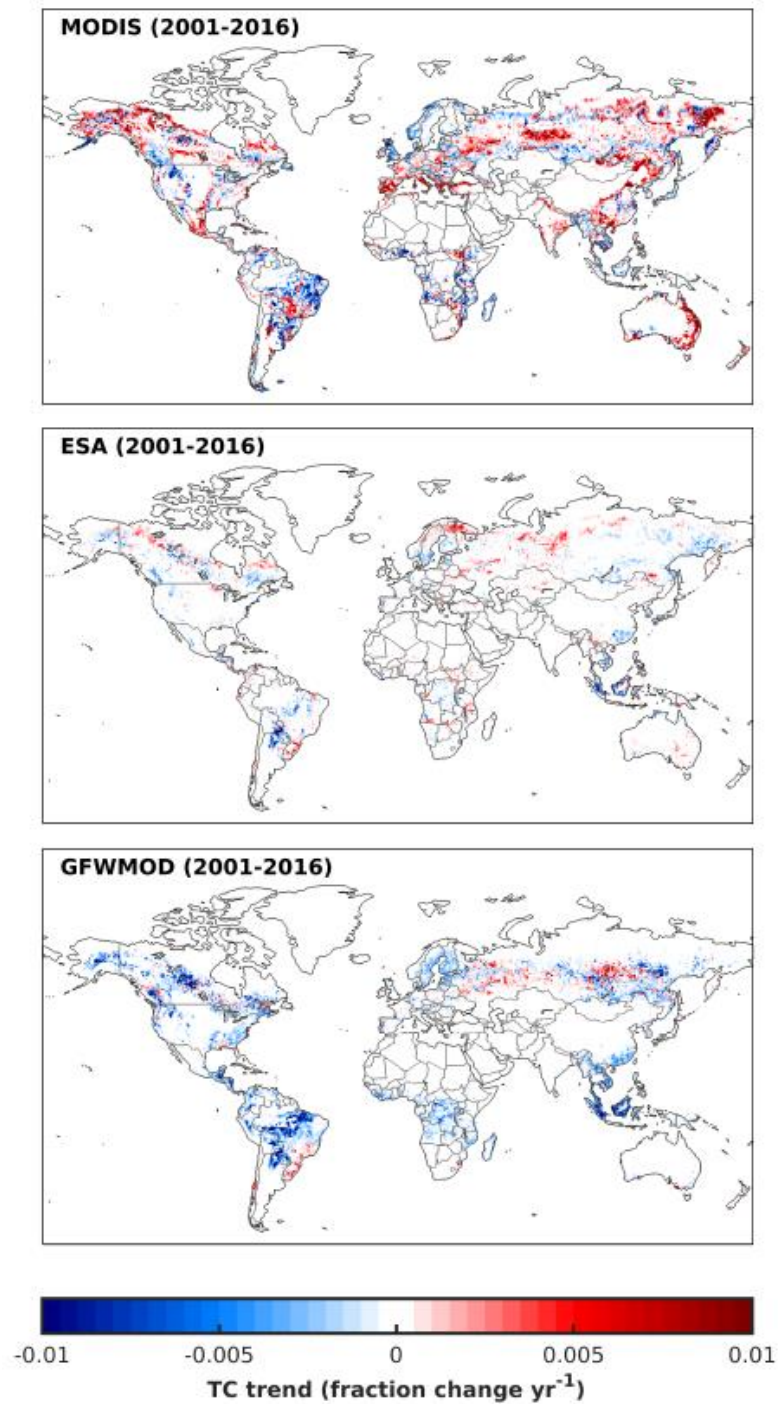 MODIS (2001-2016)
ESA (2001-2016)
GFWMOD (2001-2016)
-0.01 -0.005 0 0.005 0.01
TC trend (fraction change yr⁻¹)